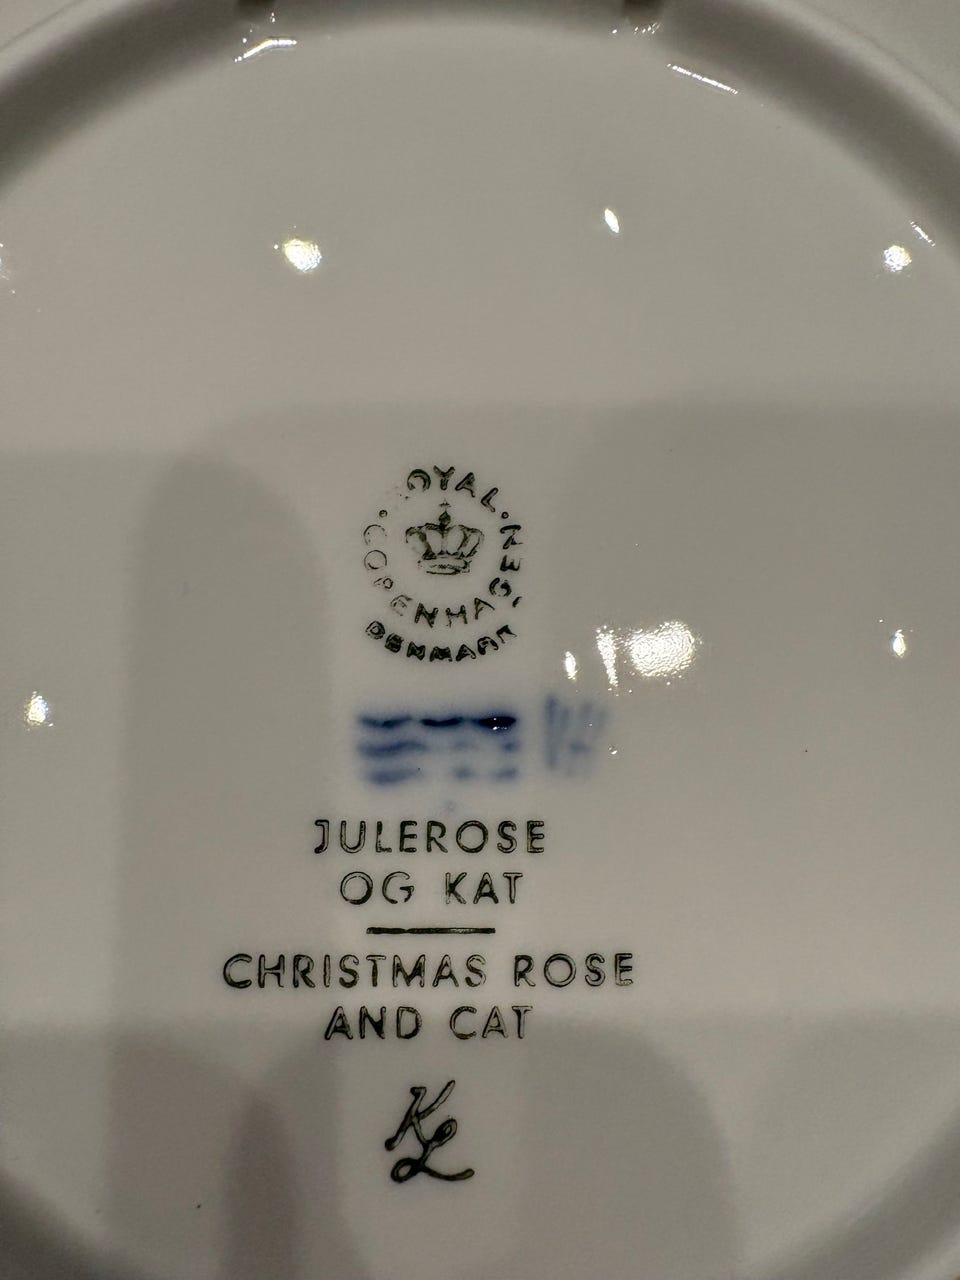 ROYAL COPENHAGEN
DENMARK
JULEROSE
OG KAT
CHRISTMAS ROSE
AND CAT
KL